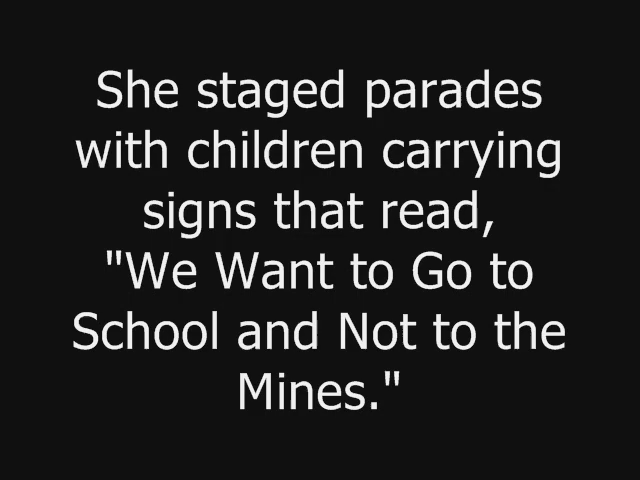 She staged parades
with children carrying
signs that read,
"We Want to Go to
School and Not to the
Mines."